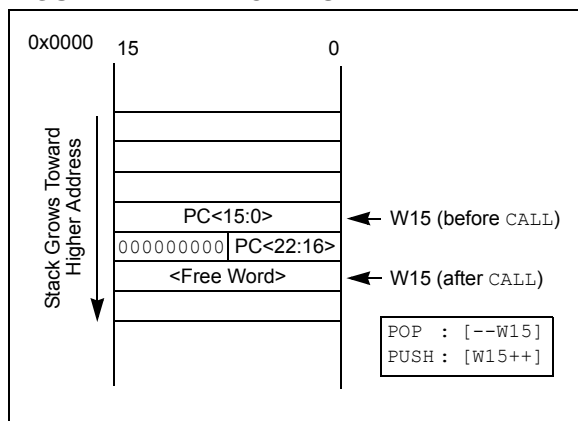 0x0000
15 0
Stack Grows Toward
Higher Address
PC<15:0>
W15 (before CALL)
000000000 PC<22:16>
<Free Word>
W15 (after CALL)
POP : [--W15]
PUSH : [W15++]